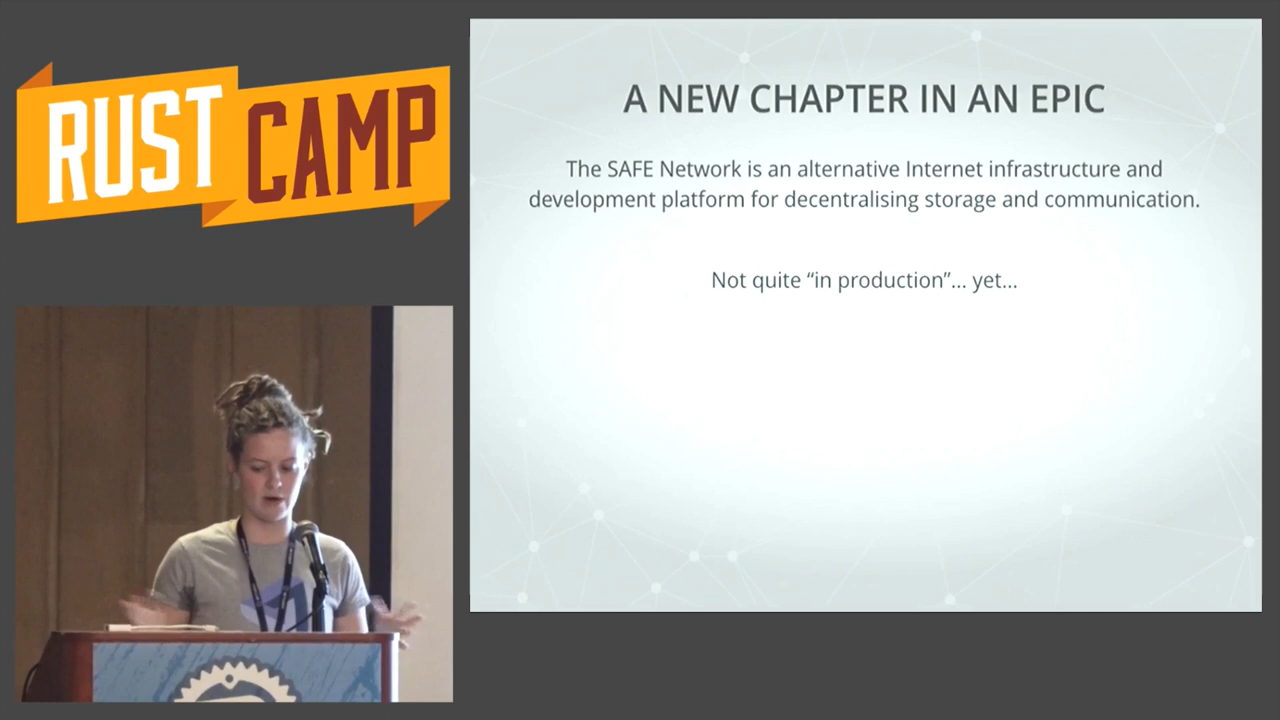 RUST CAMP
A NEW CHAPTER IN AN EPIC
The SAFE Network is an alternative Internet infrastructure and
development platform for decentralising storage and communication.
Not quite “in production”... yet...